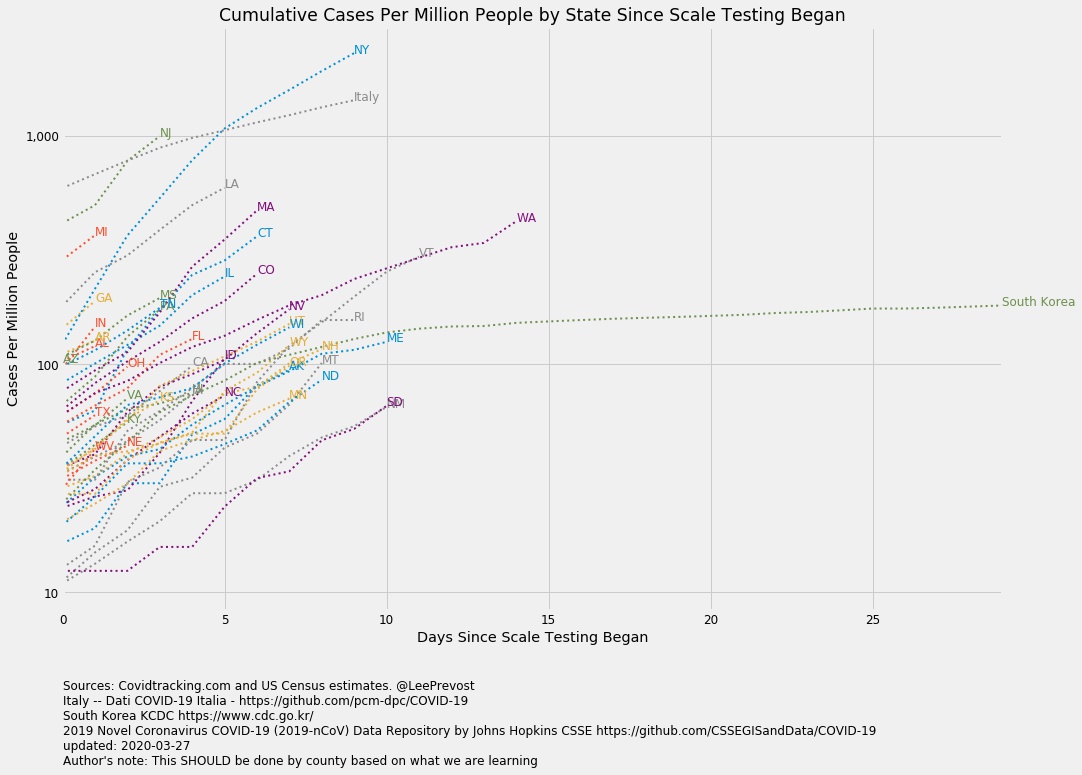 Cumulative Cases Per Million People by State Since Scale Testing Began
NY
Italy
NJ
1,000
LA
MA
WA
CT
MI
VT
CO
IL
GA
MS
South Korea
NV
RI
IN
WI
AR
FL
ME
WY
NH
AZ
ID
100
OH
CA
MT
OR
AK
ND
VA
KS
NC
MN
SD
TX
KY
WV
NE
10
0
5
10
15
20
25
Cases Per Million People
Days Since Scale Testing Began
Sources: Covidtracking.com and US Census estimates. @LeePrevost
Italy -- Dati COVID-19 Italia - https://github.com/pcm-dpc/COVID-19
South Korea KCDC https://www.cdc.go.kr/
2019 Novel Coronavirus COVID-19 (2019-nCoV) Data Repository by Johns Hopkins CSSE https://github.com/CSSEGISandData/COVID-19
updated: 2020-03-27
Author's note: This SHOULD be done by county based on what we are learning